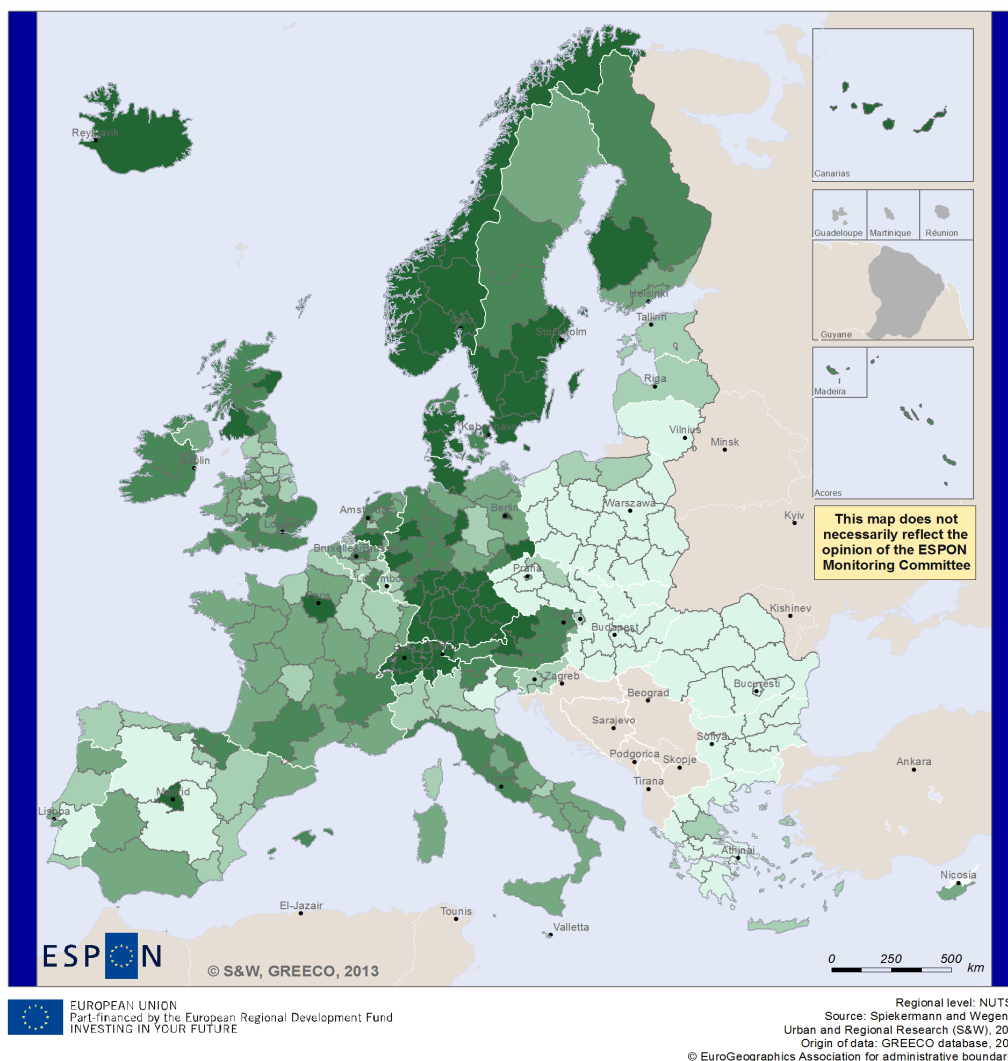 Reykjavik
Canarias
Guadeloupe
Martinique
Réunion
Guyane
Madeira
Acores
Oslo
Stockholm
Helsinki
Tallinn
Riga
København
Vilnius
Minsk
Dublin
London
Amsterdam
Berlin
Warszawa
Kyiv
This map does not
necessarily reflect the
opinion of the ESPON
Monitoring Committee
Praha
Paris
Kishinev
Budapest
Zagreb
Beograd
Bucuresti
Sarajevo
Sofiya
Podgorica
Skopje
Tirana
Ankara
Madrid
Lisboa
Athinai
Nicosia
El-Jazair
Tounis
Valletta
ESPON
© S&W, GREECO, 2013
0 250 500
km
EUROPEAN UNION
Part-financed by the European Regional Development Fund
INVESTING IN YOUR FUTURE
Regional level: NUTS
Source: Spiekermann and Wegen
Urban and Regional Research (S&W), 20
Origin of data: GREECO database, 20
© EuroGeographics Association for administrative boundar